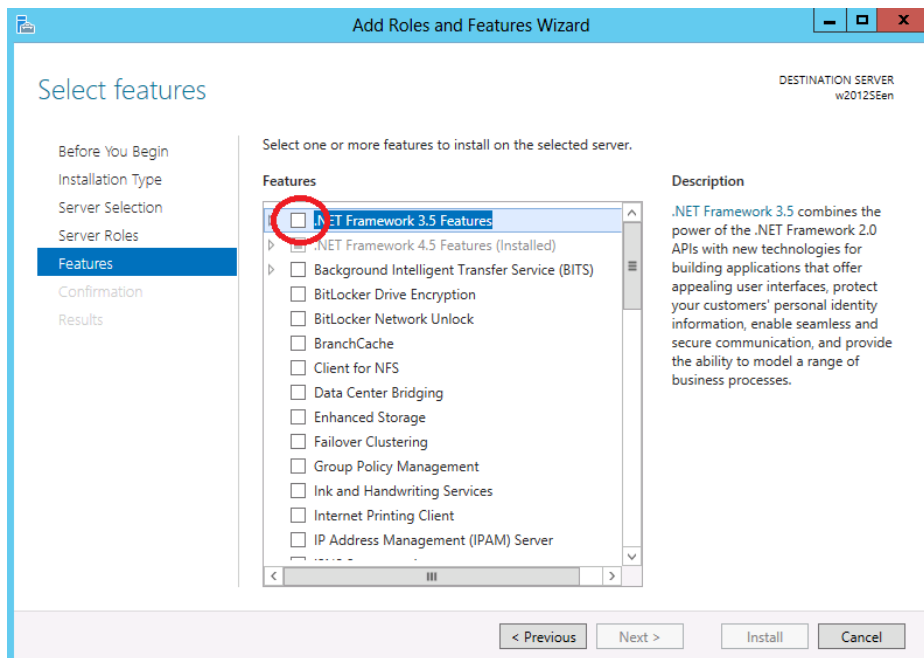 Add Roles and Features Wizard
Select features
DESTINATION SERVER
w2012SEen
Before You Begin
Installation Type
Server Selection
Server Roles
Features
Confirmation
Results
Select one or more features to install on the selected server.
Features
.NET Framework 3.5 Features
.NET Framework 4.5 Features (Installed)
Background Intelligent Transfer Service (BITS)
BitLocker Drive Encryption
BitLocker Network Unlock
BranchCache
Client for NFS
Data Center Bridging
Enhanced Storage
Failover Clustering
Group Policy Management
Ink and Handwriting Services
Internet Printing Client
IP Address Management (IPAM) Server
Description
.NET Framework 3.5 combines the
power of the .NET Framework 2.0
APIs with new technologies for
building applications that offer
appealing user interfaces, protect
your customers' personal identity
information, enable seamless and
secure communication, and provide
the ability to model a range of
business processes.
< Previous
Next >
Install
Cancel